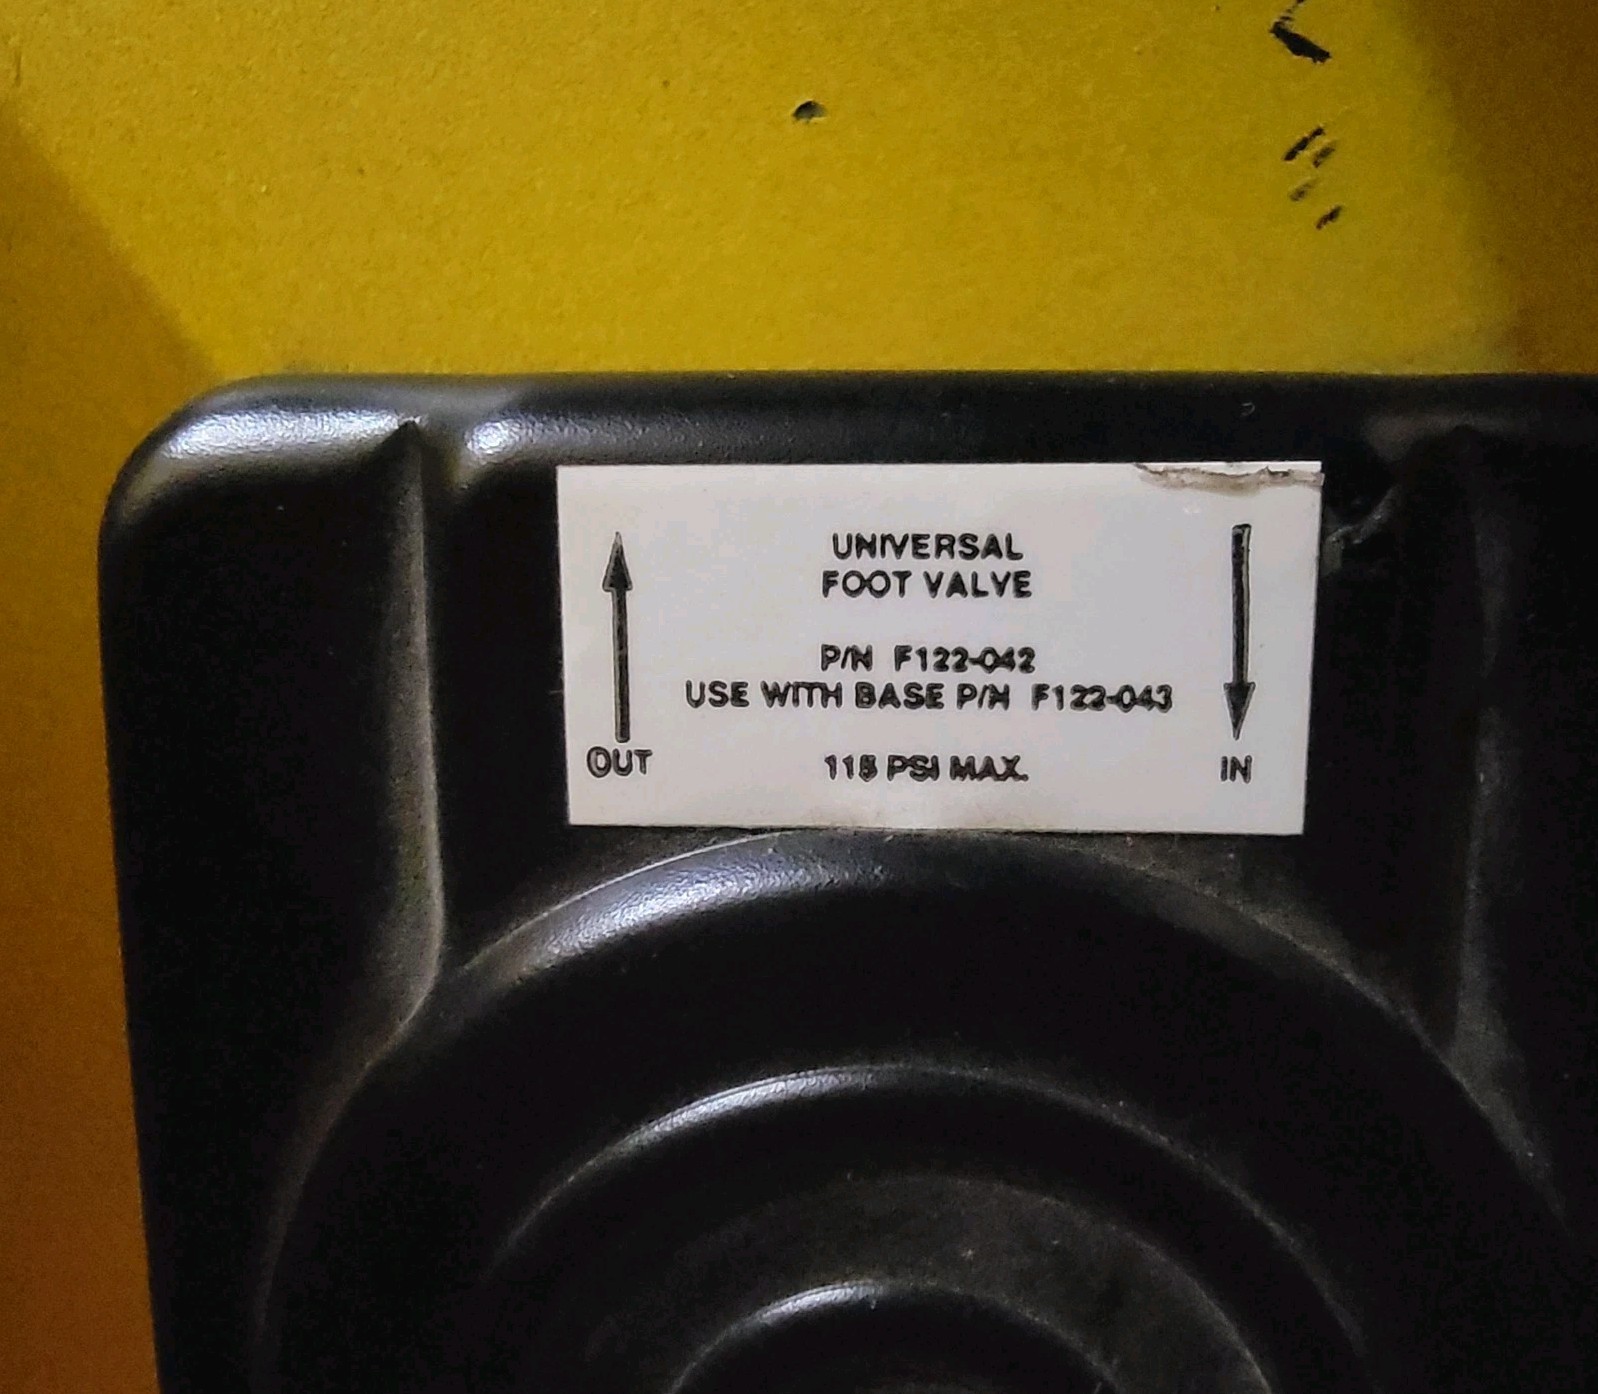 UNIVERSAL
FOOT VALVE
P/N F122-042
USE WITH BASE P/N F122-043
OUT
115 PSI MAX.
IN